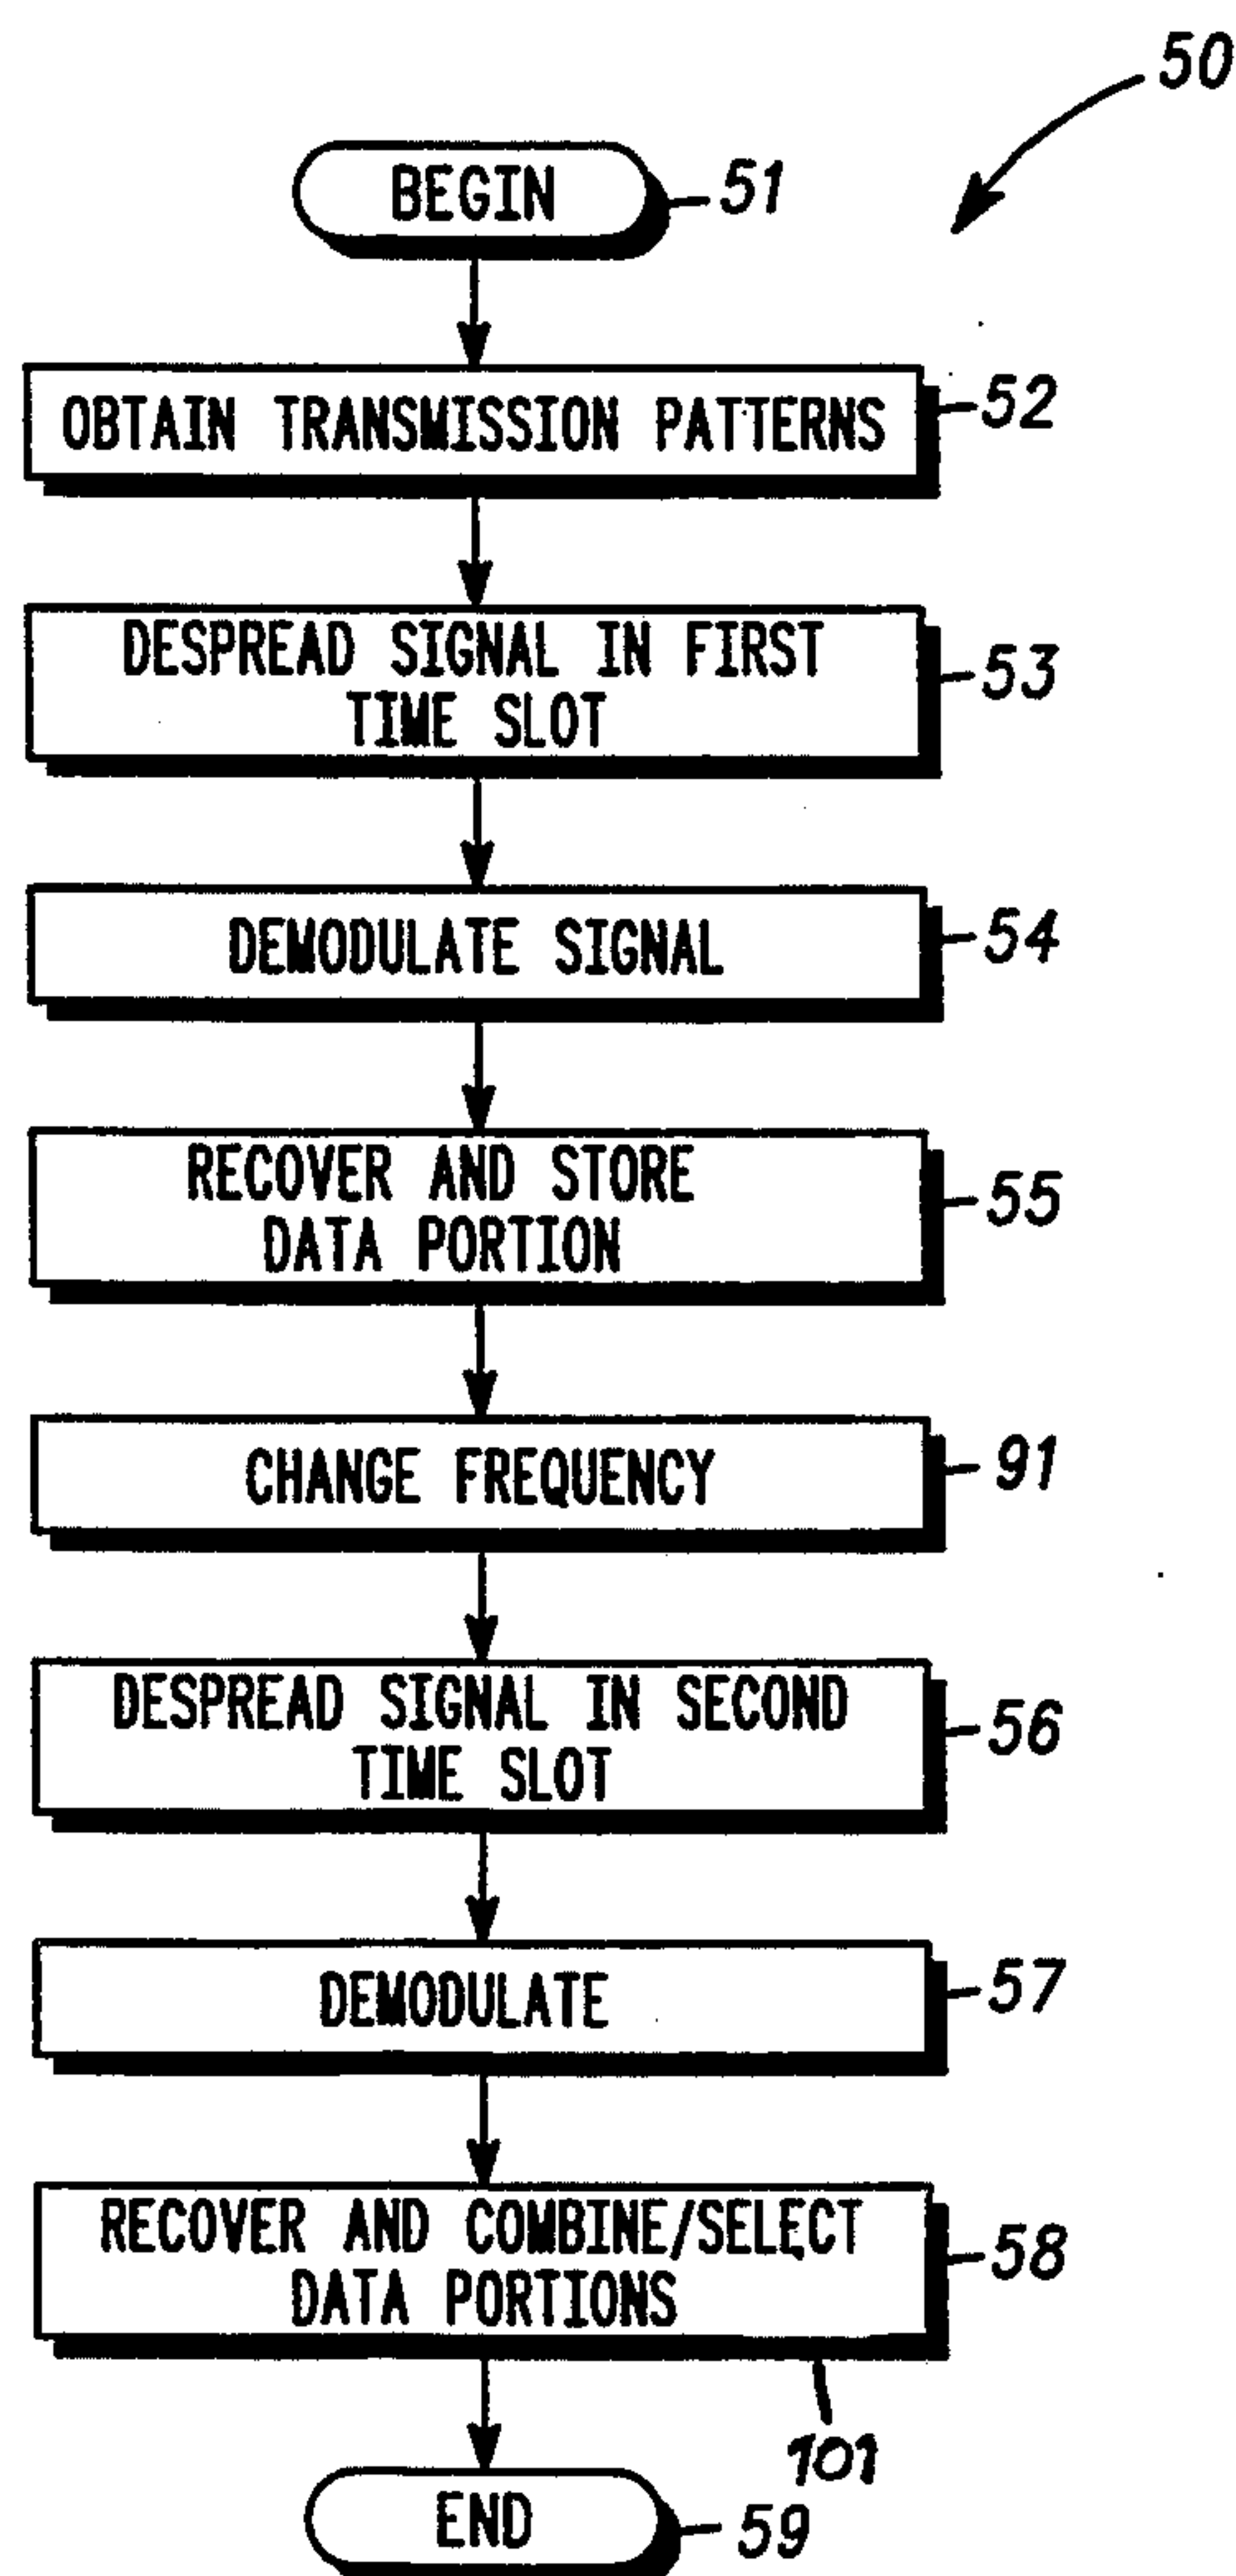 50
BEGIN
51
OBTAIN TRANSMISSION PATTERNS
52
DESPREAD SIGNAL IN FIRST
TIME SLOT
53
DEMODULATE SIGNAL
54
RECOVER AND STORE
DATA PORTION
55
CHANGE FREQUENCY
91
DESPREAD SIGNAL IN SECOND
TIME SLOT
56
DEMODULATE
57
RECOVER AND COMBINE/SELECT
DATA PORTIONS
58
101
END
59